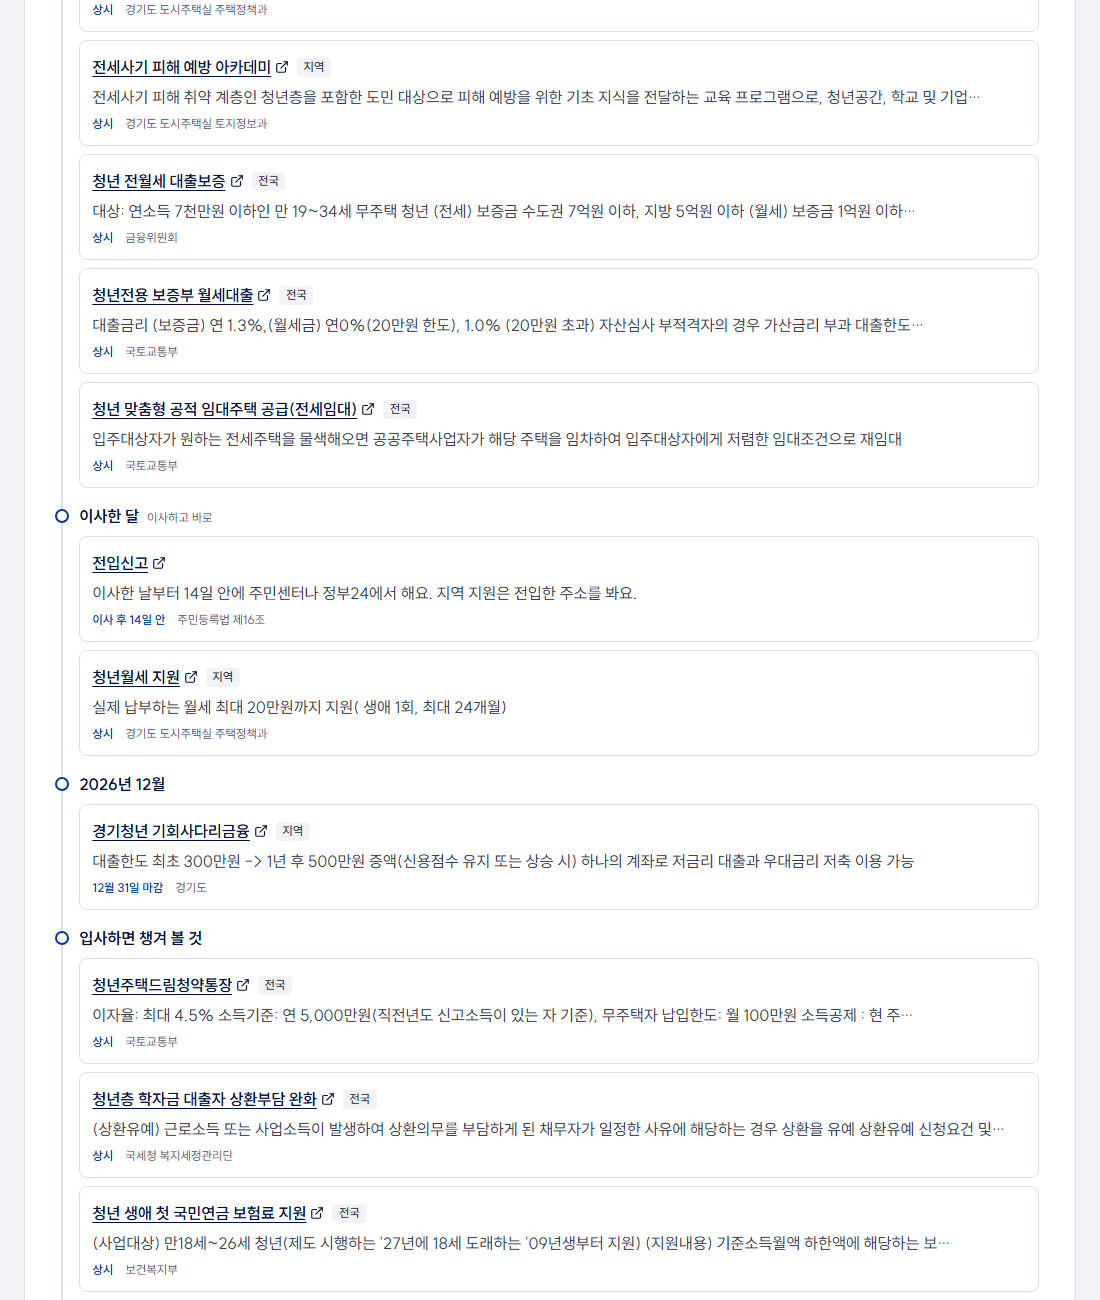 상시 경기도 도시주택실 주택정책과
전세사기 피해 예방 아카데미 지역
전세사기 피해 취약 계층인 청년층을 포함한 도민 대상으로 피해 예방을 위한 기초 지식을 전달하는 교육 프로그램으로, 청년공간, 학교 및 기업…
상시 경기도 도시주택실 토지정보과
청년 전월세 대출보증 전국
대상: 연소득 7천만원 이하인 만 19~34세 무주택 청년 (전세) 보증금 수도권 7억원 이하, 지방 5억원 이하 (월세) 보증금 1억원 이하…
상시 금융위원회
청년전용 보증부 월세대출 전국
대출금리 (보증금) 연 1.3%,(월세금) 연0%(20만원 한도), 1.0% (20만원 초과) 자산심사 부적격자의 경우 가산금리 부과 대출한도…
상시 국토교통부
청년 맞춤형 공적 임대주택 공급(전세임대) 전국
입주대상자가 원하는 전세주택을 물색해오면 공공주택사업자가 해당 주택을 임차하여 입주대상자에게 저렴한 임대조건으로 재임대
상시 국토교통부
이사한 달 이사하고 바로
전입신고
이사한 날부터 14일 안에 주민센터나 정부24에서 해요. 지역 지원은 전입한 주소를 봐요.
이사 후 14일 안 주민등록법 제16조
청년월세 지원 지역
실제 납부하는 월세 최대 20만원까지 지원( 생애 1회, 최대 24개월)
상시 경기도 도시주택실 주택정책과
2026년 12월
경기청년 기회사다리금융 지역
대출한도 최초 300만원 -> 1년 후 500만원 증액(신용점수 유지 또는 상승 시) 하나의 계좌로 저금리 대출과 우대금리 저축 이용 가능
12월 31일 마감 경기도
입사하면 챙겨 볼 것
청년주택드림청약통장 전국
이자율: 최대 4.5% 소득기준: 연 5,000만원(직전년도 신고소득이 있는 자 기준), 무주택자 납입한도: 월 100만원 소득공제 : 현 주…
상시 국토교통부
청년층 학자금 대출자 상환부담 완화 전국
(상환유예) 근로소득 또는 사업소득이 발생하여 상환의무를 부담하게 된 채무자가 일정한 사유에 해당하는 경우 상환을 유예 상환유예 신청요건 및…
상시 국세청 복지세정관리단
청년 생애 첫 국민연금 보험료 지원 전국
(사업대상) 만18세~26세 청년(제도 시행하는 '27년에 18세 도래하는 '09년생부터 지원) (지원내용) 기준소득월액 하한액에 해당하는 보…
상시 보건복지부